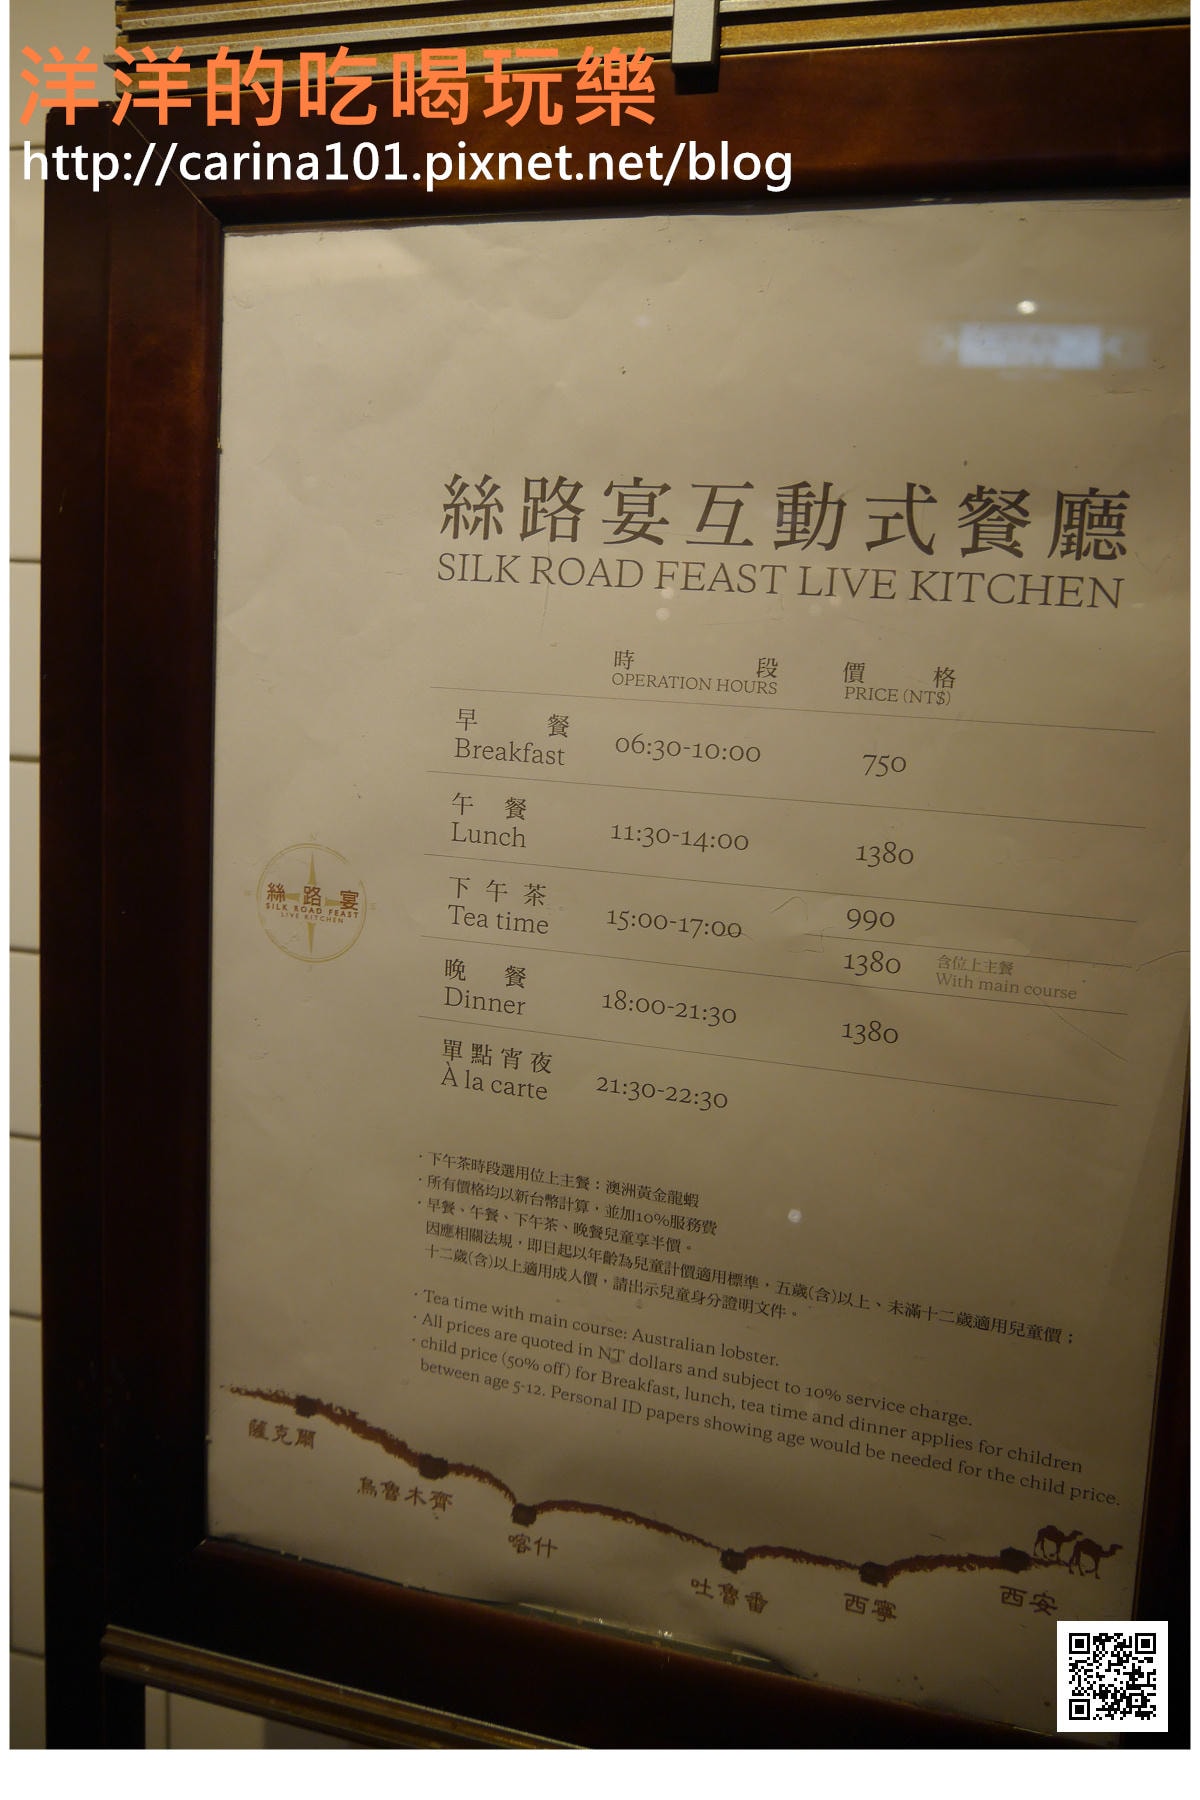 洋洋的吃喝玩樂
http://carina101.pixnet.net/blog
絲路宴互動式餐廳
SILK ROAD FEAST LIVE KITCHEN
時段 價格
OPERATION HOURS PRICE (NT$)
早餐
Breakfast 06:30-10:00 750
午餐
Lunch 11:30-14:00 1380
下午茶
Tea time 15:00-17:00 990
1380 含位上主餐
With main course
晚餐
Dinner 18:00-21:30 1380
單點宵夜
À la carte 21:30-22:30
絲路宴
SILK ROAD FEAST
LIVE KITCHEN
·下午茶時段選用位上主餐：澳洲黃金龍蝦
·所有價格均以新台幣計算，並加10%服務費
·早餐、午餐、下午茶、晚餐兒童享半價。
因應相關法規，即日起以年齡為兒童計價適用標準，五歲(含)以上、未滿十二歲適用兒童價；
十二歲(含)以上適用成人價，請出示兒童身分證明文件。
· Tea time with main course: Australian lobster.
· All prices are quoted in NT dollars and subject to 10% service charge.
· child price (50% off) for Breakfast, lunch, tea time and dinner applies for children
between age 5-12. Personal ID papers showing age would be needed for the child price.
薩克爾
烏魯木齊
喀什
吐魯番
西寧
西安